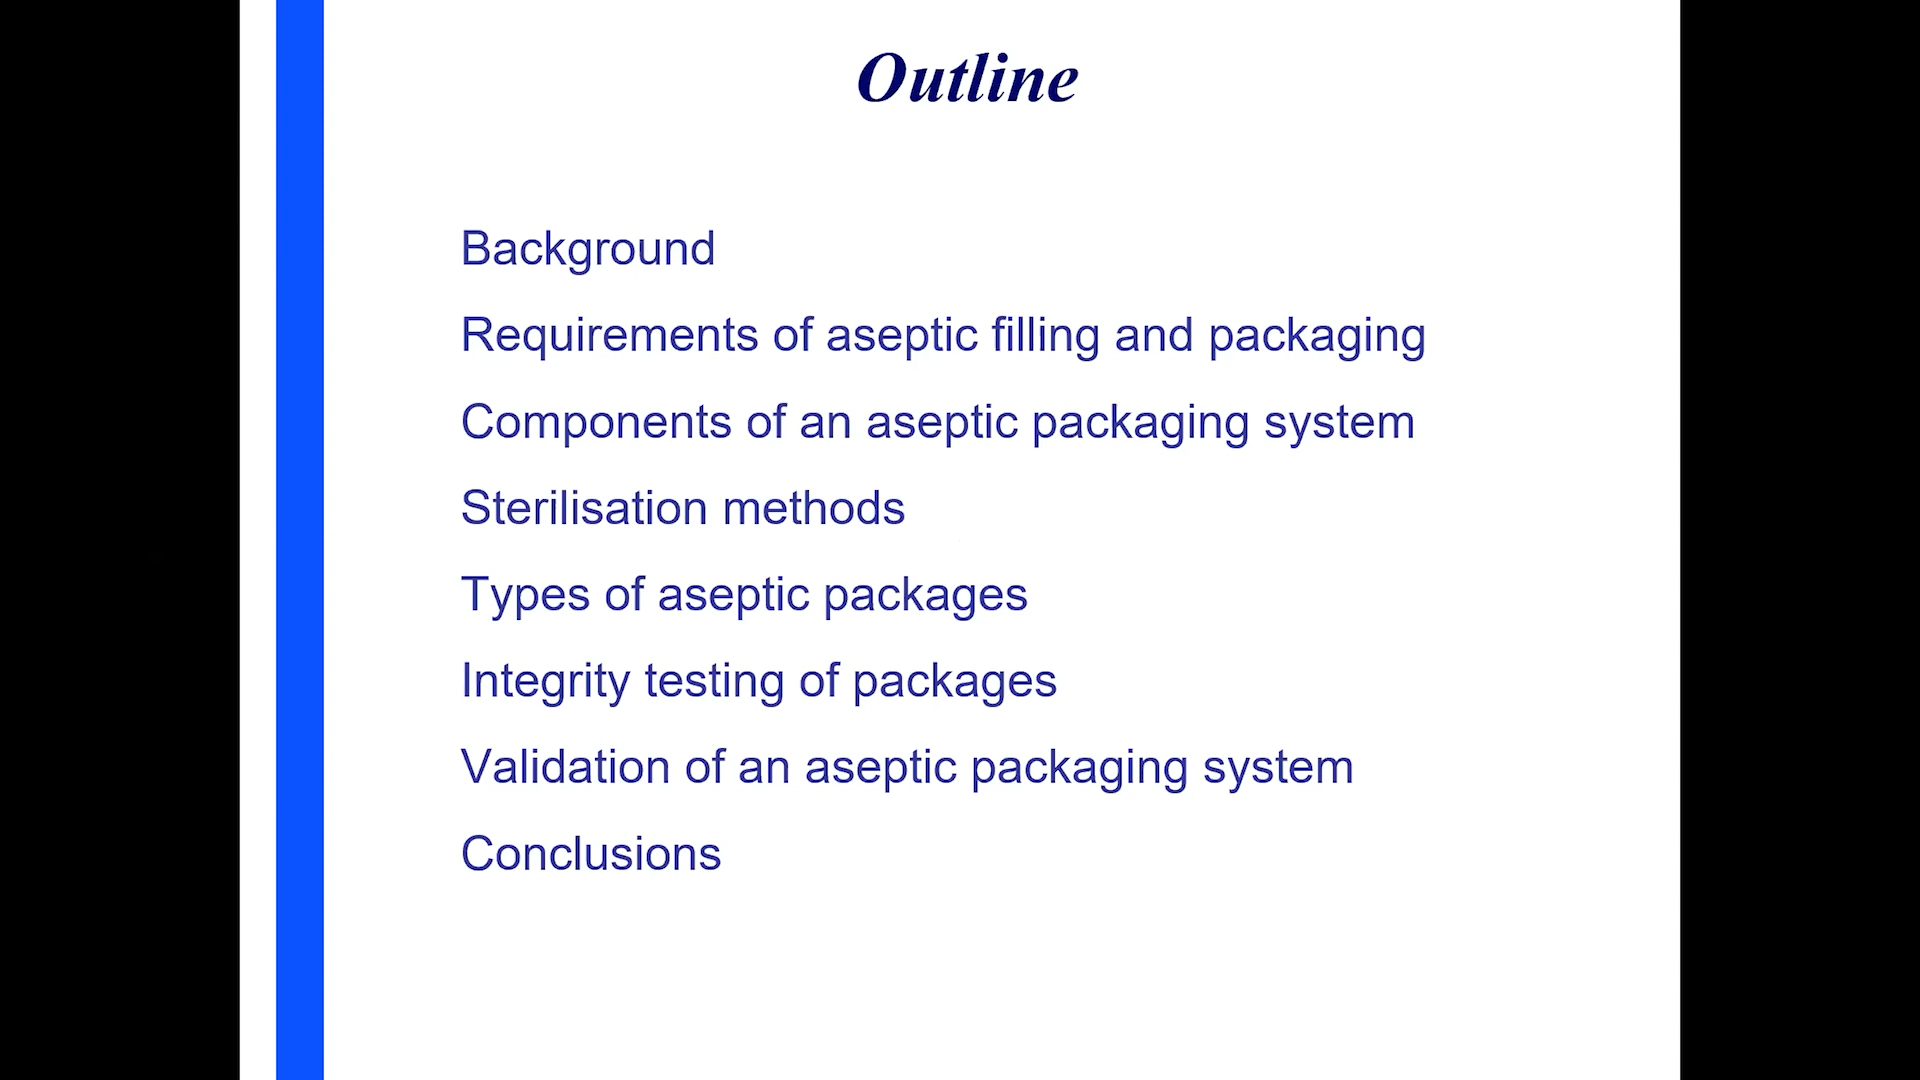 Outline
Background
Requirements of aseptic filling and packaging
Components of an aseptic packaging system
Sterilisation methods
Types of aseptic packages
Integrity testing of packages
Validation of an aseptic packaging system
Conclusions